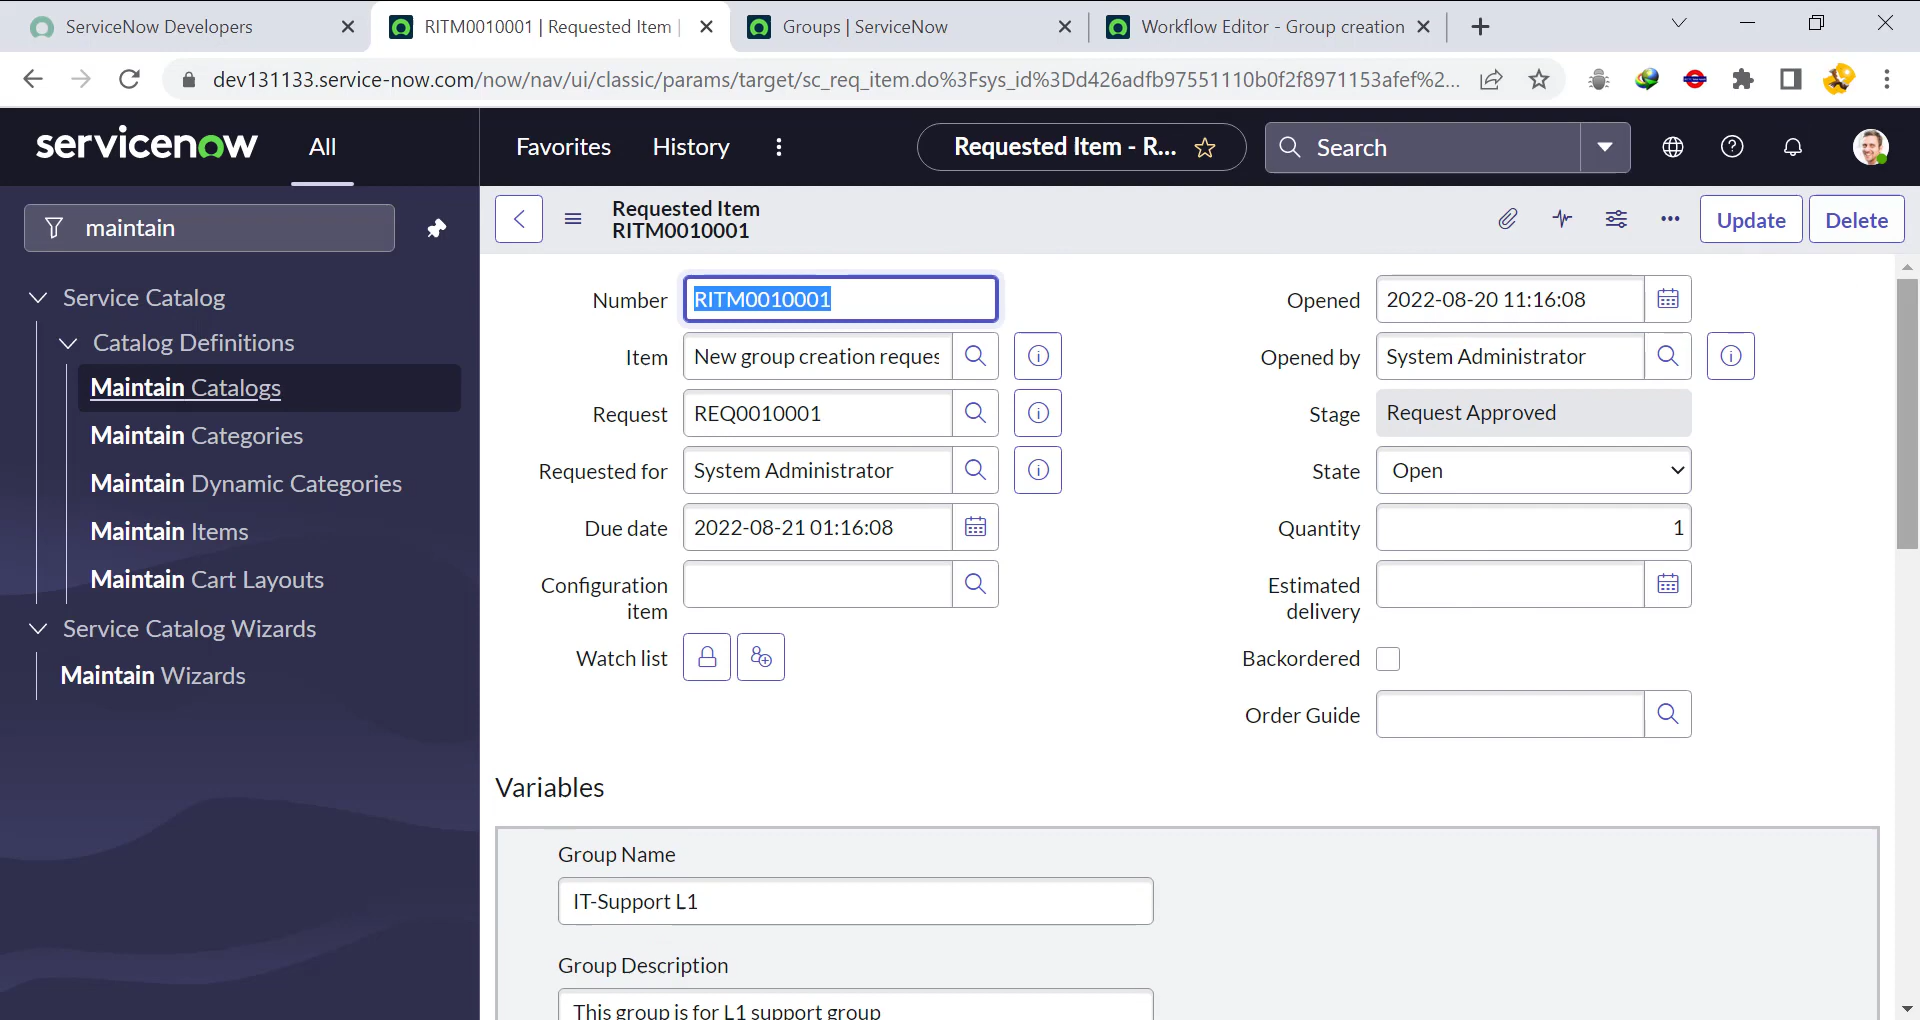 ServiceNow Developers
RITM0010001 | Requested Item |
Groups | ServiceNow
Workflow Editor - Group creation
dev131133.service-now.com/now/nav/ui/classic/params/target/sc_req_item.do%3Fsys_id%3Dd426adfb97551110b0f2f8971153afef%2...
servicenow
All
Favorites
History
Requested Item - R...
Search
maintain
Service Catalog
Catalog Definitions
Maintain Catalogs
Maintain Categories
Maintain Dynamic Categories
Maintain Items
Maintain Cart Layouts
Service Catalog Wizards
Maintain Wizards
Requested Item
RITM0010001
Update
Delete
Number
RITM0010001
Item
New group creation reques
Request
REQ0010001
Requested for
System Administrator
Due date
2022-08-21 01:16:08
Configuration
item
Watch list
Opened
2022-08-20 11:16:08
Opened by
System Administrator
Stage
Request Approved
State
Open
Quantity
1
Estimated
delivery
Backordered
Order Guide
Variables
Group Name
IT-Support L1
Group Description
This group is for L1 support group